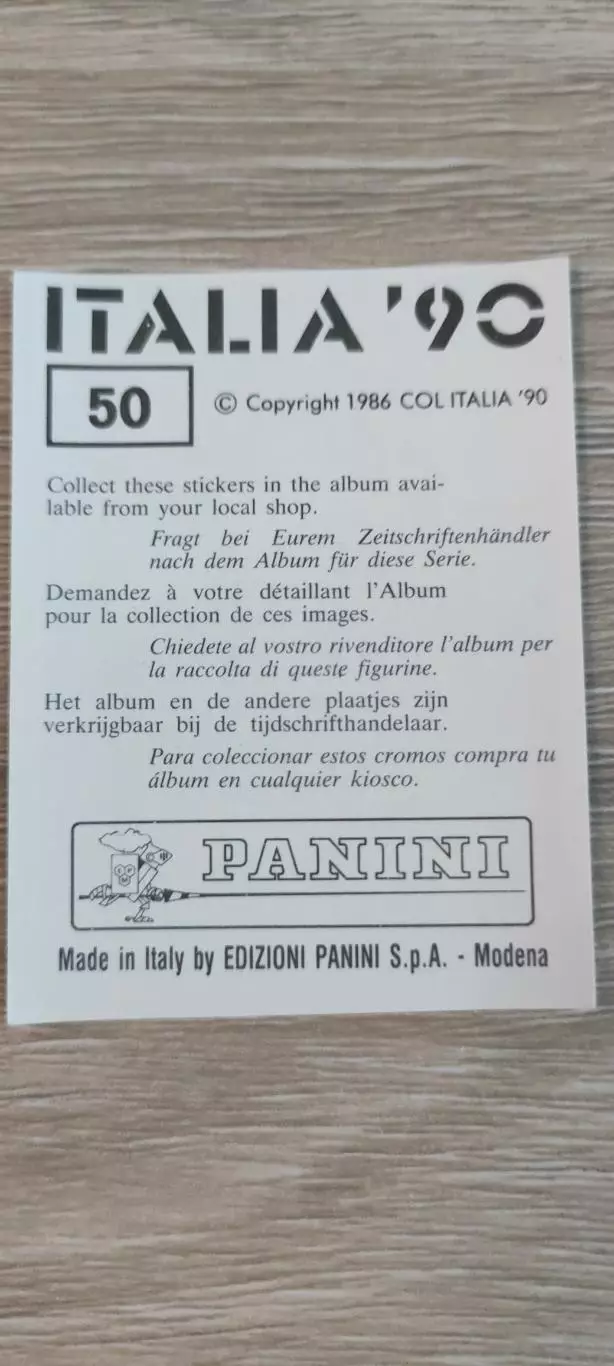 ITALIA '90
50
© Copyright 1986 COL ITALIA '90
Collect these stickers in the album avai-
lable from your local shop.
Fragt bei Eurem Zeitschriftenhändler
nach dem Album für diese Serie.
Demandez à votre détaillant l'Album
pour la collection de ces images.
Chiedete al vostro rivenditore l'album per
la raccolta di queste figurine.
Het album en de andere plaatjes zijn
verkrijgbaar bij de tijdschrifthandelaar.
Para coleccionar estos cromos compra tu
álbum en cualquier kiosco.
PANINI
Made in Italy by EDIZIONI PANINI S.p.A. - Modena